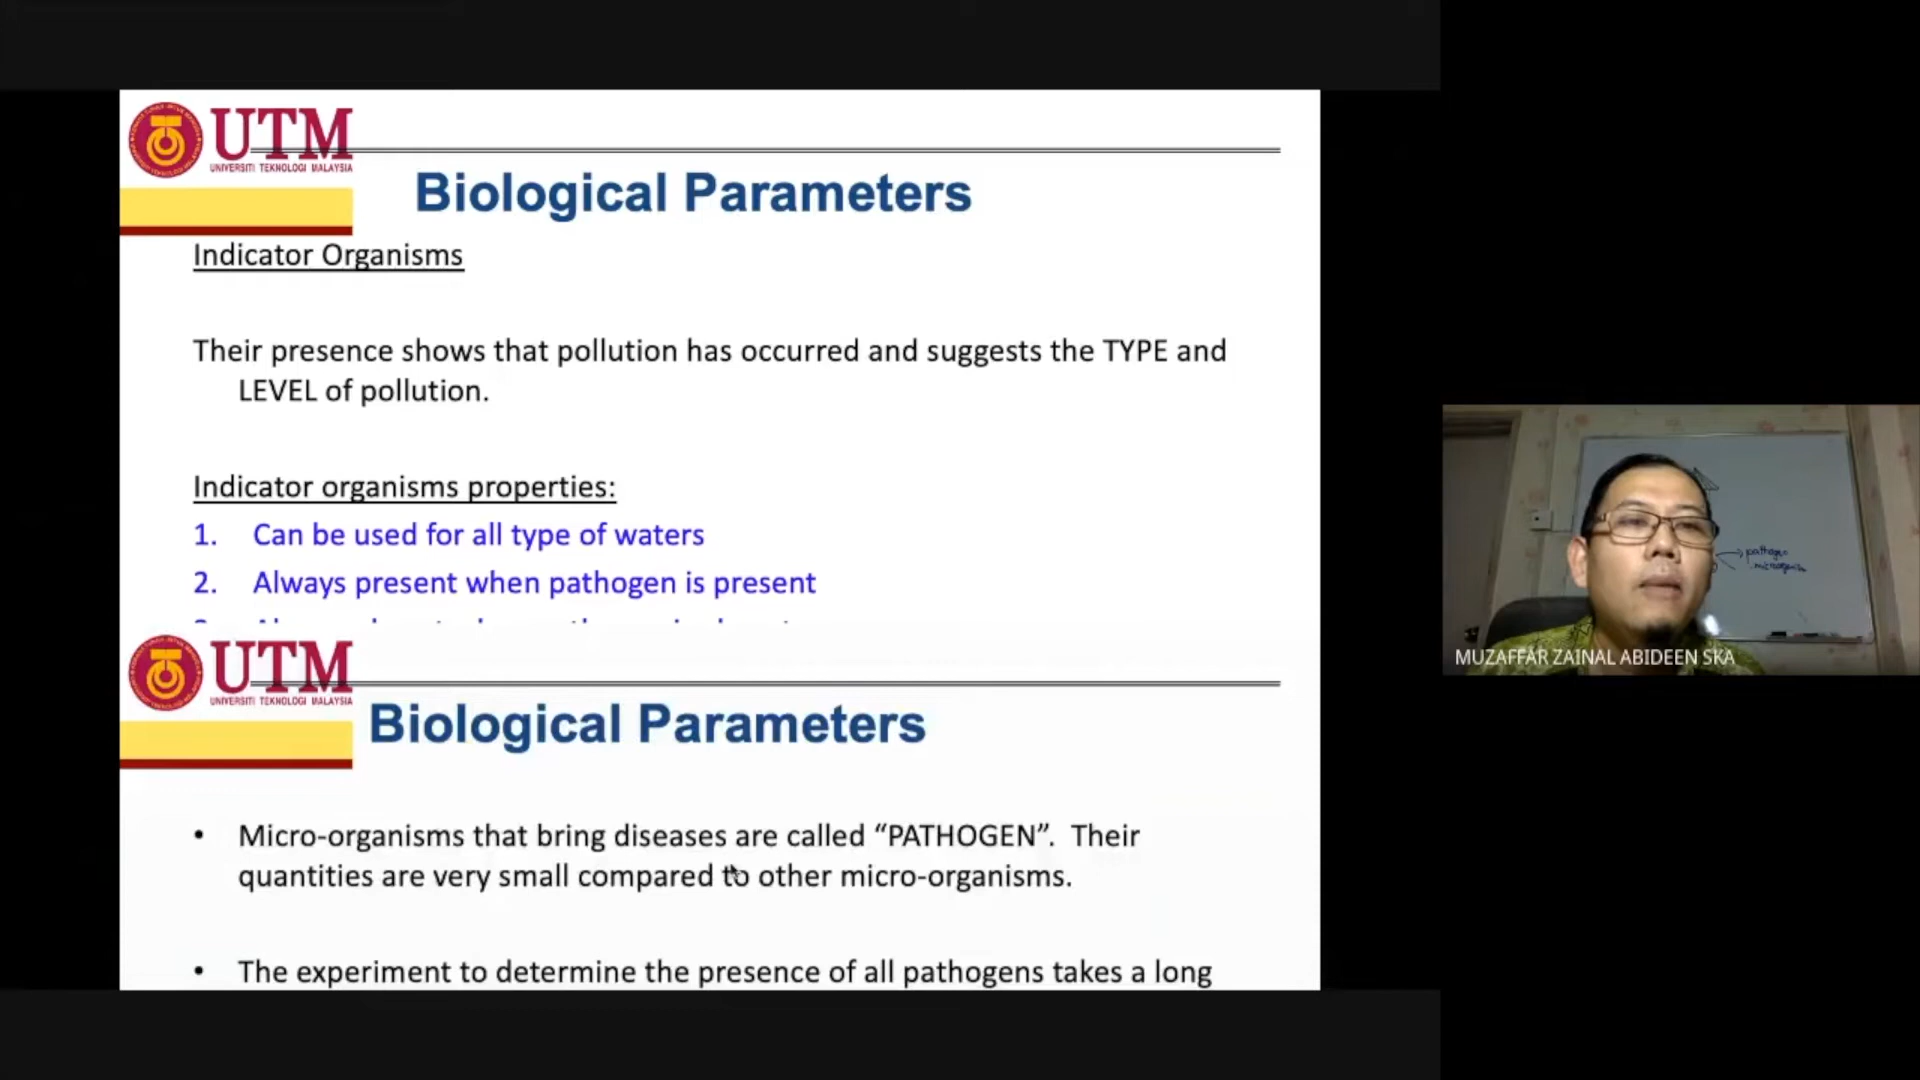 UTM
UNIVERSITI TEKNOLOGI MALAYSIA
Biological Parameters
Indicator Organisms
Their presence shows that pollution has occurred and suggests the TYPE and
LEVEL of pollution.
Indicator organisms properties:
1. Can be used for all type of waters
2. Always present when pathogen is present
UTM
UNIVERSITI TEKNOLOGI MALAYSIA
Biological Parameters
• Micro-organisms that bring diseases are called “PATHOGEN”. Their
quantities are very small compared to other micro-organisms.
• The experiment to determine the presence of all pathogens takes a long
MUZAFFAR ZAINAL ABIDEEN SKA